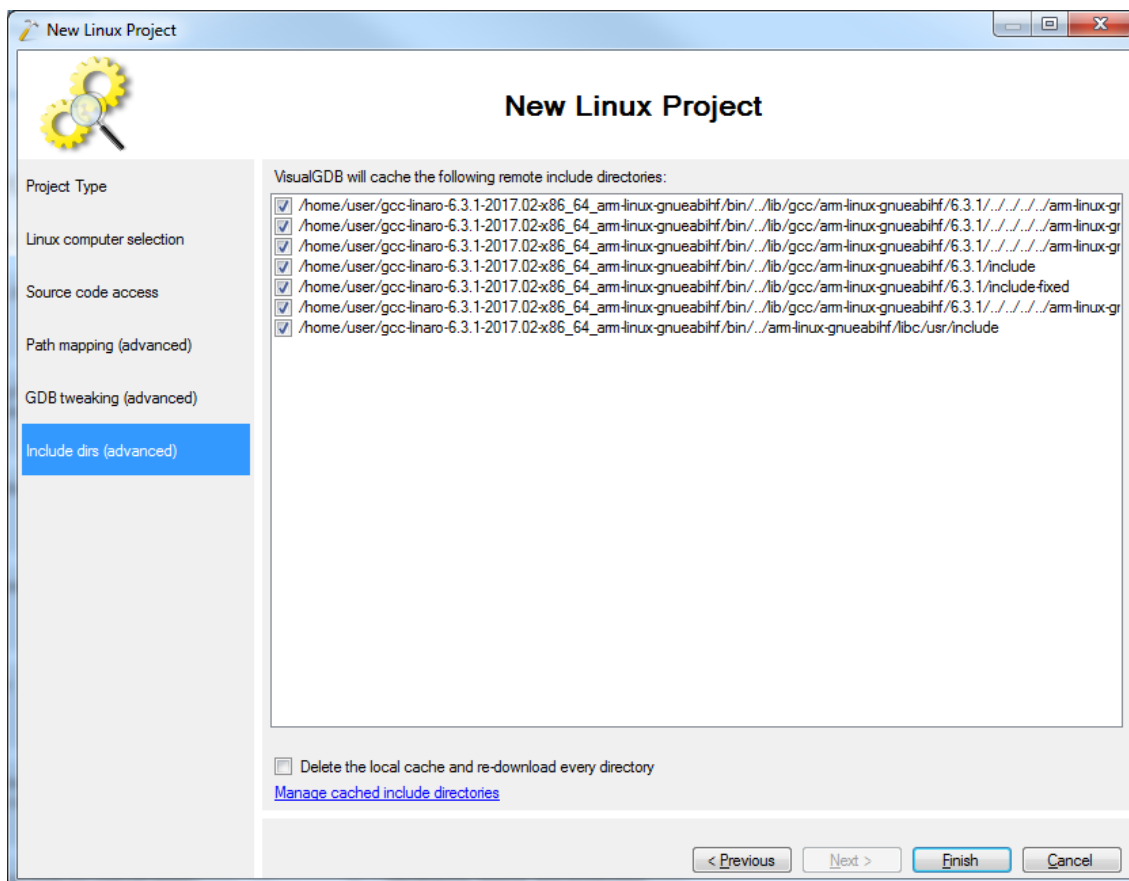 New Linux Project
New Linux Project
Project Type
Linux computer selection
Source code access
Path mapping (advanced)
GDB tweaking (advanced)
Include dirs (advanced)
VisualGDB will cache the following remote include directories:
/home/user/gcc-linaro-6.3.1-2017.02-x86_64_arm-linux-gnueabihf/bin/../lib/gcc/arm-linux-gnueabihf/6.3.1/../../../../arm-linux-gr
/home/user/gcc-linaro-6.3.1-2017.02-x86_64_arm-linux-gnueabihf/bin/../lib/gcc/arm-linux-gnueabihf/6.3.1/../../../../arm-linux-gr
/home/user/gcc-linaro-6.3.1-2017.02-x86_64_arm-linux-gnueabihf/bin/../lib/gcc/arm-linux-gnueabihf/6.3.1/../../../../arm-linux-gr
/home/user/gcc-linaro-6.3.1-2017.02-x86_64_arm-linux-gnueabihf/bin/../lib/gcc/arm-linux-gnueabihf/6.3.1/include
/home/user/gcc-linaro-6.3.1-2017.02-x86_64_arm-linux-gnueabihf/bin/../lib/gcc/arm-linux-gnueabihf/6.3.1/include-fixed
/home/user/gcc-linaro-6.3.1-2017.02-x86_64_arm-linux-gnueabihf/bin/../lib/gcc/arm-linux-gnueabihf/6.3.1/../../../../arm-linux-gr
/home/user/gcc-linaro-6.3.1-2017.02-x86_64_arm-linux-gnueabihf/bin/../arm-linux-gnueabihf/libc/usr/include
Delete the local cache and re-download every directory
Manage cached include directories
< Previous Next > Finish Cancel